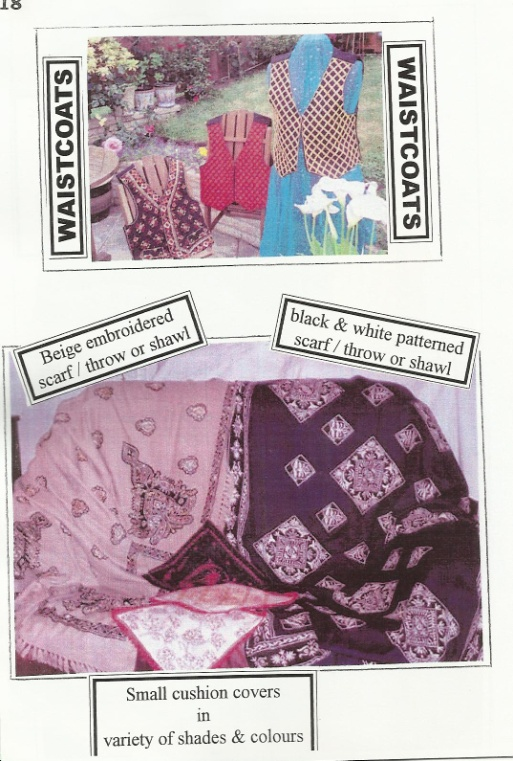 18
WAISTCOATS
WAISTCOATS
Beige embroidered
scarf / throw or shawl
black & white patterned
scarf / throw or shawl
Small cushion covers
in
variety of shades & colours